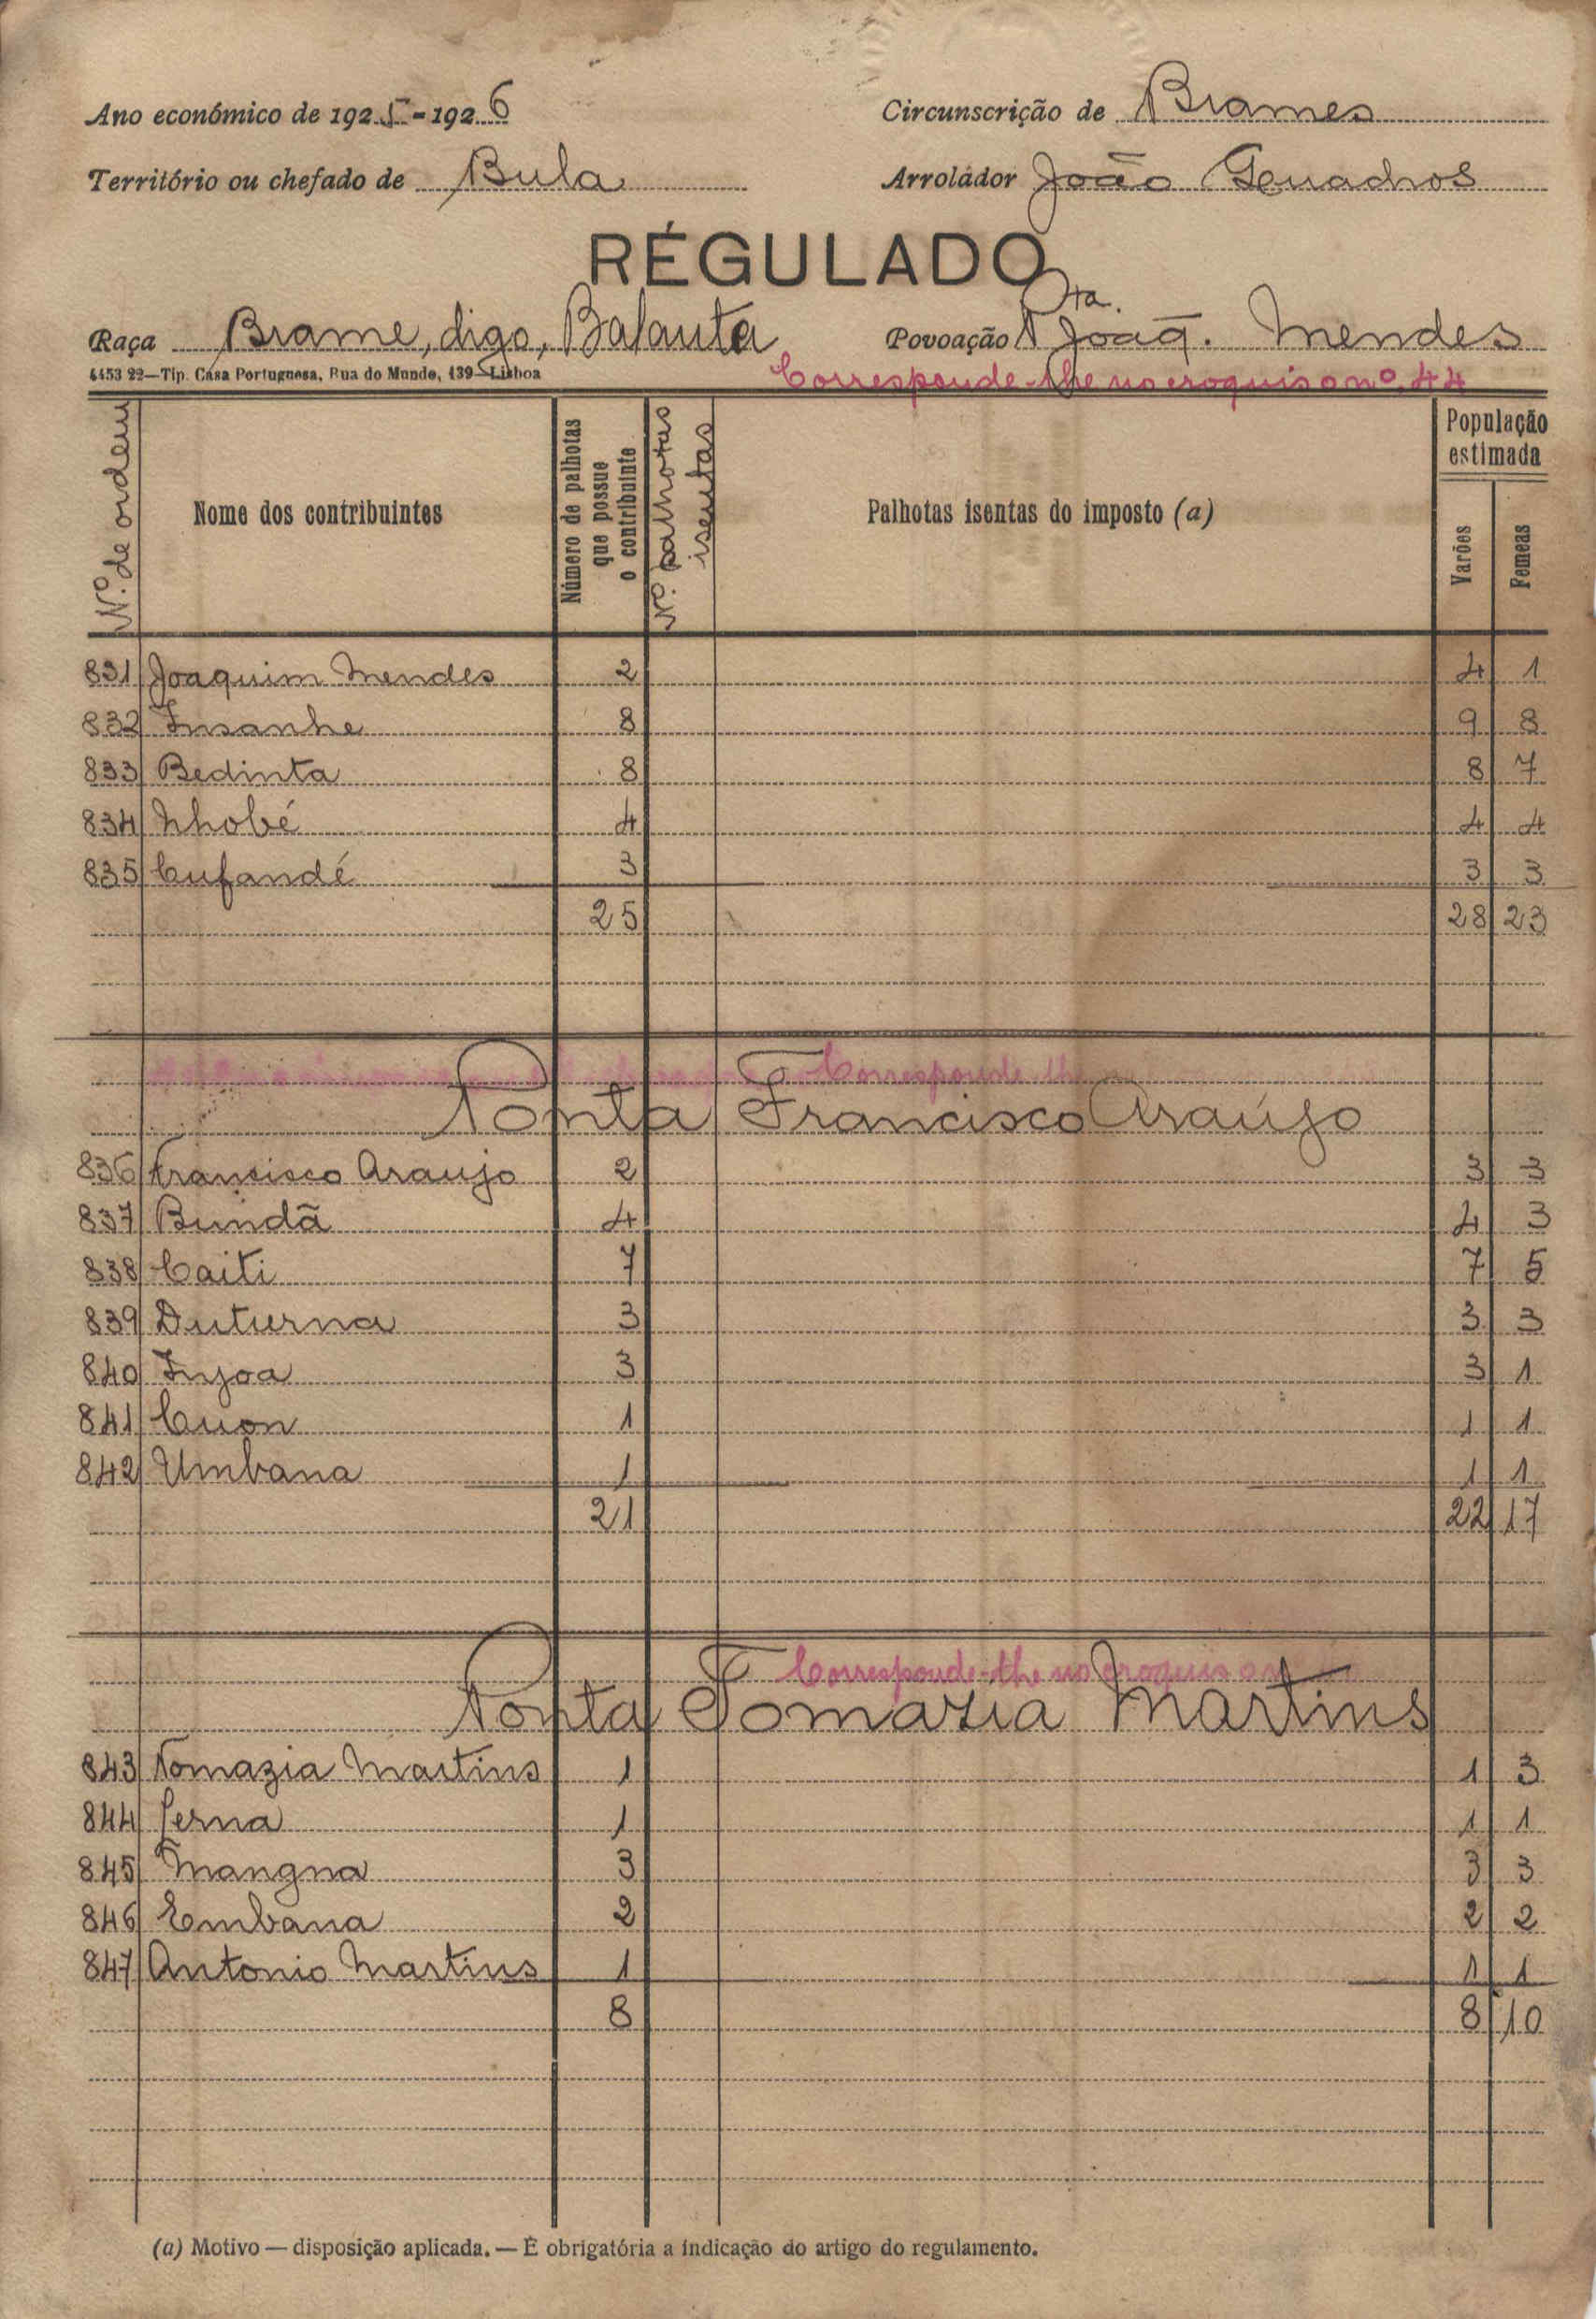 Ano económico de 1925-1926
Circunscrição de Brames
Território ou chefado de Bula
Arrolador João
RÉGULADO
Raça Brame, digo, Balanta
Povoação Pta. Joaq. Mendes
4453 22—Tip. Casa Portuguesa, Rua do Mundo, 139—Lisboa
Corresponde-lhe no croquis o nº 44
Nº. de ordem
Nome dos contribuintes
Número de palhotas que possue o contribuinte
Nº. palhotas isentas
Palhotas isentas do imposto (a)
População estimada
Varões
Femeas
831 Joaquim Mendes 2 4 1
832 Insanhe 8 9 8
833 Bedinta 8 8 7
834 Nhobé 4 4 4
835 Cufandé 3 3 3
25 28 23
Corresponde-lhe
Ponta Francisco Araújo
836 Francisco Araujo 2 3 3
837 Bundã 4 4 3
838 Caiti 7 7 5
839 Duturna 3 3 3
840 Injoa 3 3 1
841 Cuon 1 1 1
842 Umbana 1 1 1
21 22 17
Corresponde-lhe no croquis o
Ponta Tomazia Martins
843 Tomazia Martins 1 1 3
844 Jerna 1 1 1
845 Mangna 3 3 3
846 Embana 2 2 2
847 Antonio Martins 1 1 1
8 8 10
(a) Motivo — disposição aplicada. — É obrigatória a indicação do artigo do regulamento.